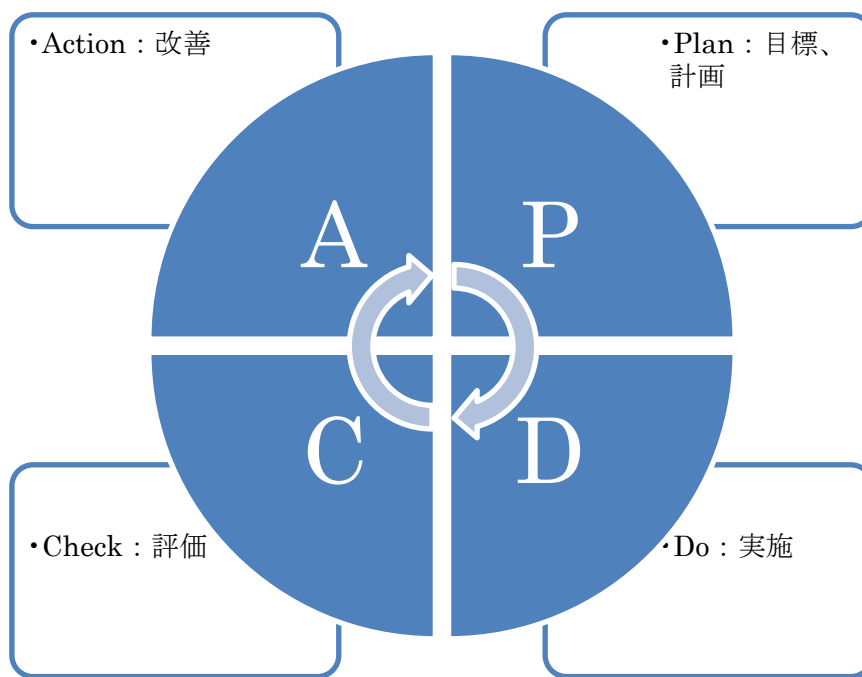 ・Action：改善
・Plan：目標、
計画
A
P
C
D
・Check：評価
・Do：実施